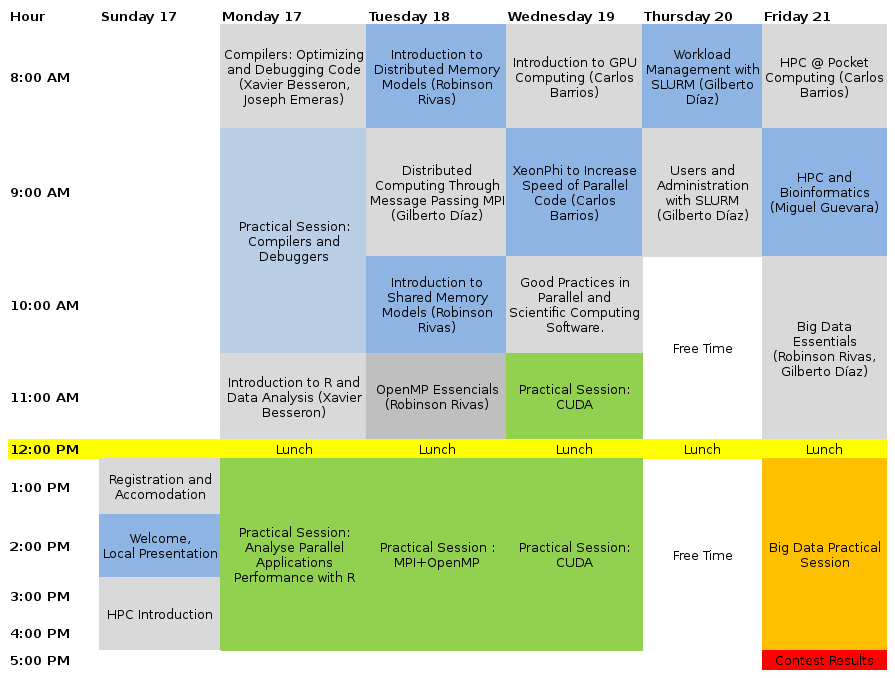 Hour Sunday 17 Monday 17 Tuesday 18 Wednesday 19 Thursday 20 Friday 21
8:00 AM
Compilers: Optimizing
and Debugging Code
(Xavier Besseron,
Joseph Emeras)
Introduction to
Distributed Memory
Models (Robinson
Rivas)
Introduction to GPU
Computing (Carlos
Barrios)
Workload
Management with
SLURM (Gilberto
Díaz)
HPC @ Pocket
Computing (Carlos
Barrios)
9:00 AM
Practical Session:
Compilers and
Debuggers
Distributed
Computing Through
Message Passing MPI
(Gilberto Díaz)
XeonPhi to Increase
Speed of Parallel
Code (Carlos
Barrios)
Users and
Administration
with SLURM
(Gilberto Díaz)
HPC and
Bioinformatics
(Miguel Guevara)
10:00 AM
Introduction to
Shared Memory
Models (Robinson
Rivas)
Good Practices in
Parallel and
Scientific Computing
Software.
Free Time
Big Data
Essentials
(Robinson Rivas,
Gilberto Díaz)
11:00 AM
Introduction to R and
Data Analysis (Xavier
Besseron)
OpenMP Essencials
(Robinson Rivas)
Practical Session:
CUDA
12:00 PM Lunch Lunch Lunch Lunch Lunch
1:00 PM
Registration and
Accomodation
2:00 PM
Welcome,
Local Presentation
Practical Session:
Analyse Parallel
Applications
Performance with R
Practical Session :
MPI+OpenMP
Practical Session:
CUDA
Free Time
Big Data Practical
Session
3:00 PM
HPC Introduction
4:00 PM
5:00 PM
Contest Results